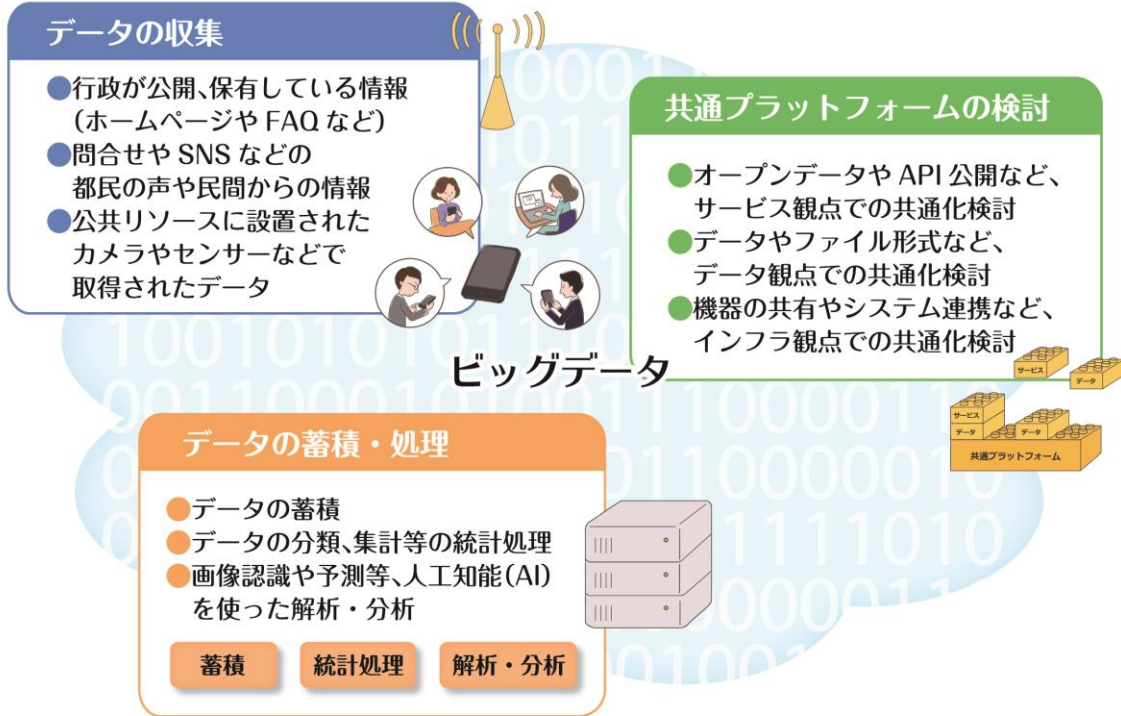 データの収集
●行政が公開、保有している情報
（ホームページや FAQ など）
●問合せや SNS などの
都民の声や民間からの情報
●公共リソースに設置された
カメラやセンサーなどで
取得されたデータ
共通プラットフォームの検討
●オープンデータや API 公開など、
サービス観点での共通化検討
●データやファイル形式など、
データ観点での共通化検討
●機器の共有やシステム連携など、
インフラ観点での共通化検討
サービス
データ
サービス
データ
データ
共通プラットフォーム
ビッグデータ
データの蓄積・処理
●データの蓄積
●データの分類、集計等の統計処理
●画像認識や予測等、人工知能（AI）
を使った解析・分析
蓄積
統計処理
解析・分析